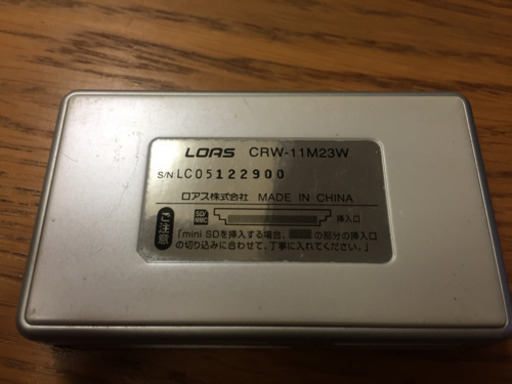 LOAS CRW-11M23W
S/N:LC05122900
ロアス株式会社 MADE IN CHINA
ご注意
SD/MMC
挿入口
「mini SDを挿入する場合、 の部分の挿入口
の切り込みに合わせて、丁寧に入れてください。」